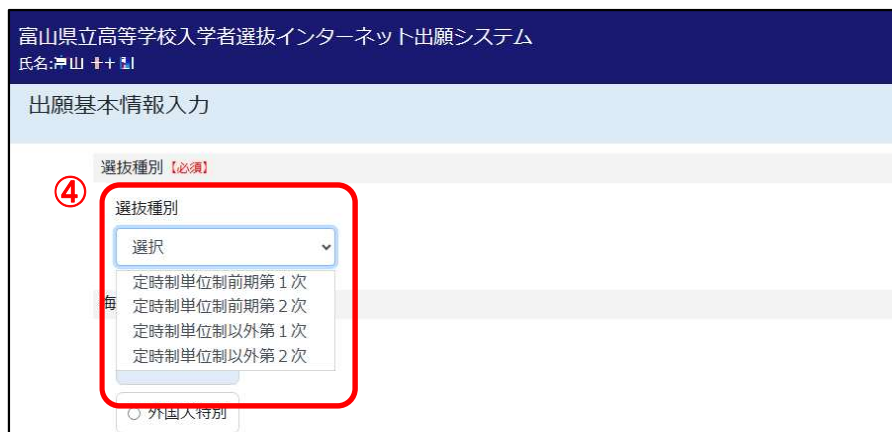 富山県立高等学校入学者選抜インターネット出願システム
氏名:
出願基本情報入力
選抜種別【必須】
④
選抜種別
選択
定時制単位制前期第１次
定時制単位制前期第２次
定時制単位制以外第１次
定時制単位制以外第２次
外国人特別